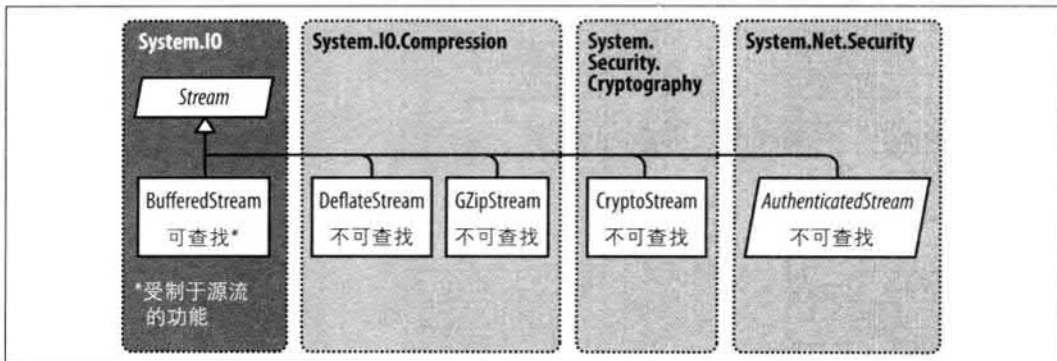 System.IO
Stream
BufferedStream
可查找*
*受制于源流
的功能
System.IO.Compression
DeflateStream
不可查找
GZipStream
不可查找
System.
Security.
Cryptography
CryptoStream
不可查找
System.Net.Security
AuthenticatedStream
不可查找